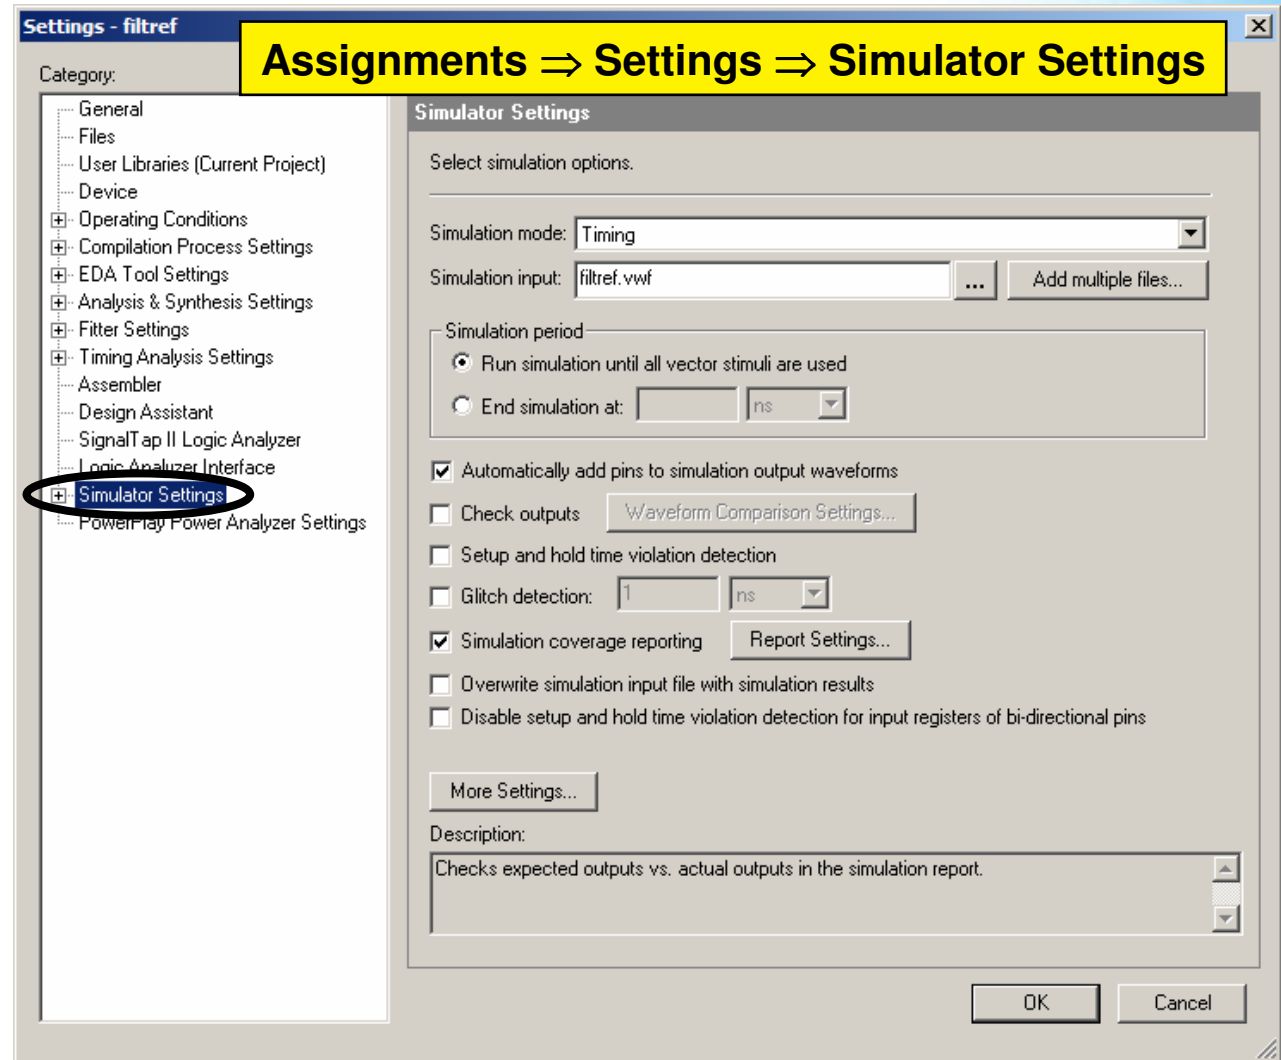 Settings - filtref
Assignments ⇒ Settings ⇒ Simulator Settings
Category:
General
Files
User Libraries (Current Project)
Device
Operating Conditions
Compilation Process Settings
EDA Tool Settings
Analysis & Synthesis Settings
Fitter Settings
Timing Analysis Settings
Assembler
Design Assistant
SignalTap II Logic Analyzer
Logic Analyzer Interface
Simulator Settings
PowerPlay Power Analyzer Settings
Simulator Settings
Select simulation options.
Simulation mode: Timing
Simulation input: filtref.vwf ... Add multiple files...
Simulation period
Run simulation until all vector stimuli are used
End simulation at: ns
Automatically add pins to simulation output waveforms
Check outputs Waveform Comparison Settings...
Setup and hold time violation detection
Glitch detection: 1 ns
Simulation coverage reporting Report Settings...
Overwrite simulation input file with simulation results
Disable setup and hold time violation detection for input registers of bi-directional pins
More Settings...
Description:
Checks expected outputs vs. actual outputs in the simulation report.
OK Cancel